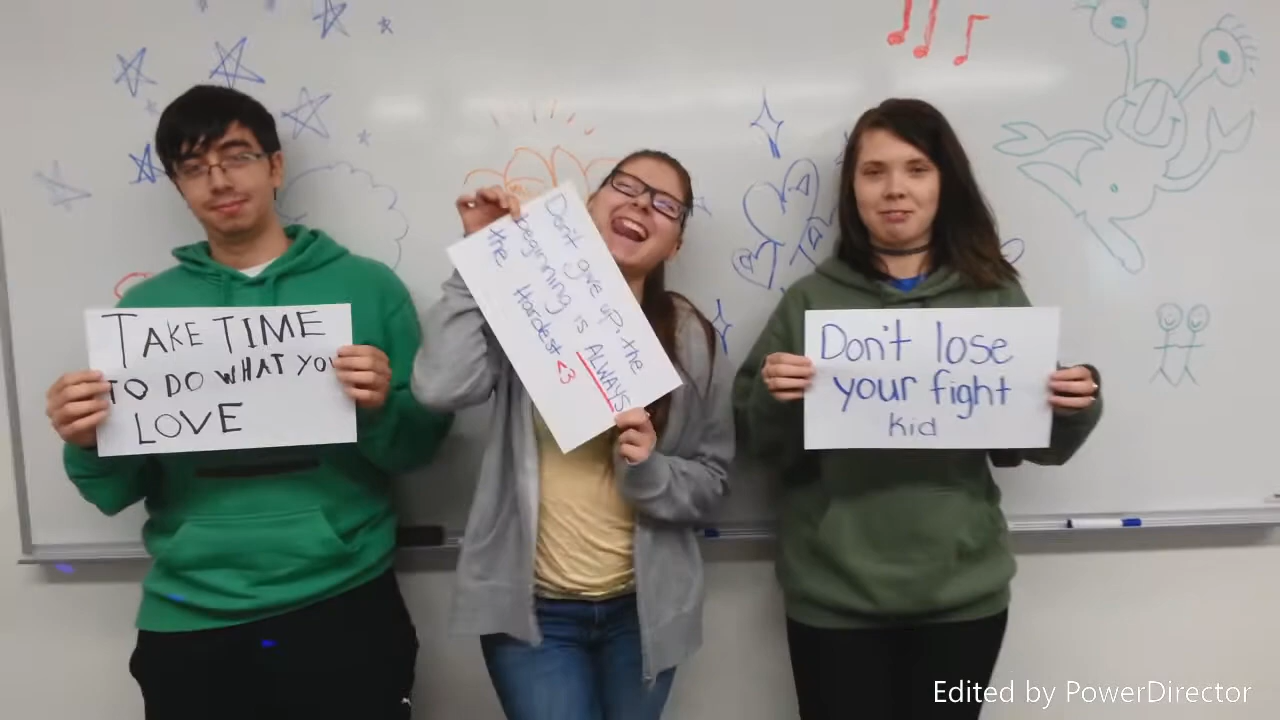 TAKE TIME
TO DO WHAT YOU
LOVE
Don't give up, the
beginning is ALWAYS
the Hardest <3
Don't lose
your fight
kid
Edited by PowerDirector